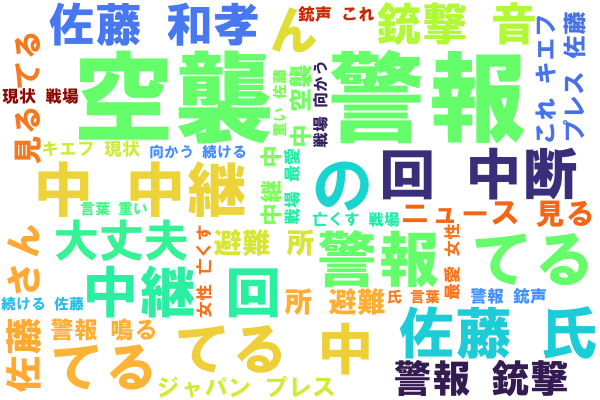 佐藤 和孝
ん
銃声 これ
銃撃 音
これ キエフ
プレス 佐藤
見る てる
現状 戦場
空襲
警報
重い 佐藤
中 空襲
戦場 向かう
キエフ 現状
向かう 続ける
中継 中
戦場 最愛
中 中継
の
回 中断
言葉 重い
亡くす 戦場
ニュース 見る
さん
大丈夫
女性 亡くす
避難 所
警報
最愛 女性
てる
続ける 佐藤
中継 回
所 避難
氏 言葉
警報 銃声
佐藤
警報 鳴る
てる
てる 中
佐藤 氏
ジャパン プレス
警報 銃撃